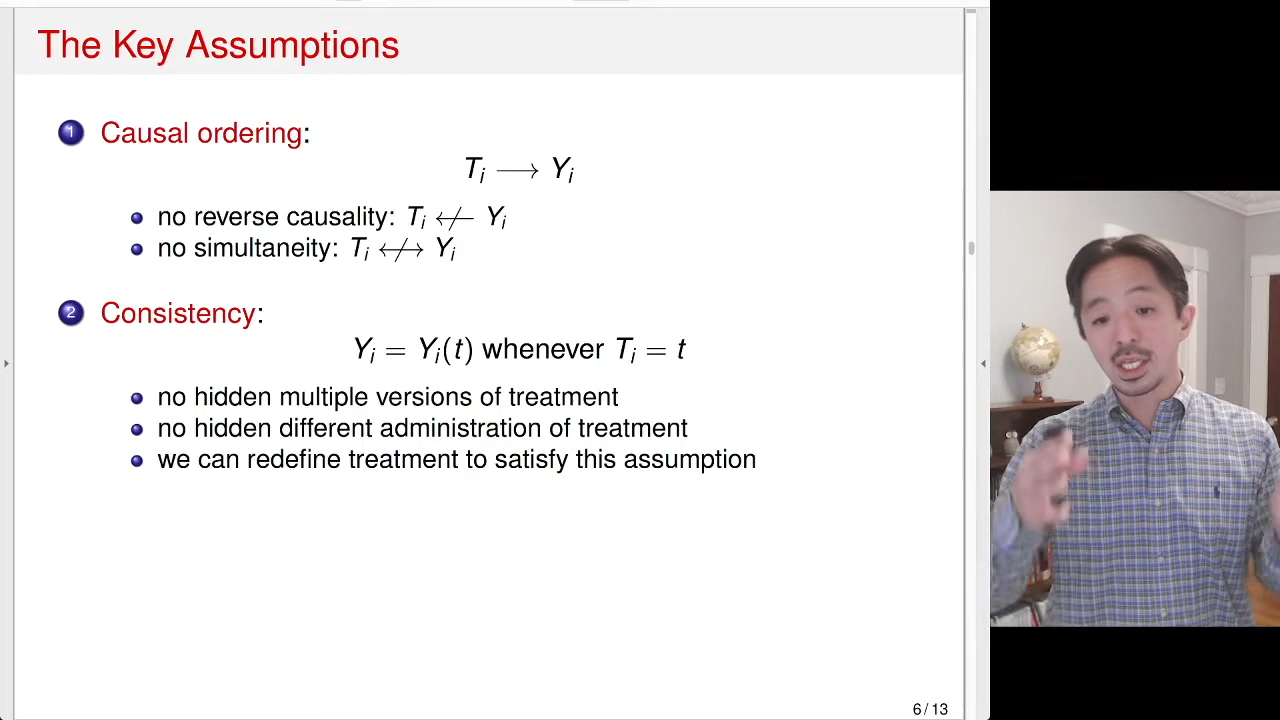 The Key Assumptions
1 Causal ordering:
Tᵢ ⟶ Yᵢ
no reverse causality: Tᵢ ↚ Yᵢ
no simultaneity: Tᵢ ↮ Yᵢ
2 Consistency:
Yᵢ = Yᵢ(t) whenever Tᵢ = t
no hidden multiple versions of treatment
no hidden different administration of treatment
we can redefine treatment to satisfy this assumption
6 / 13